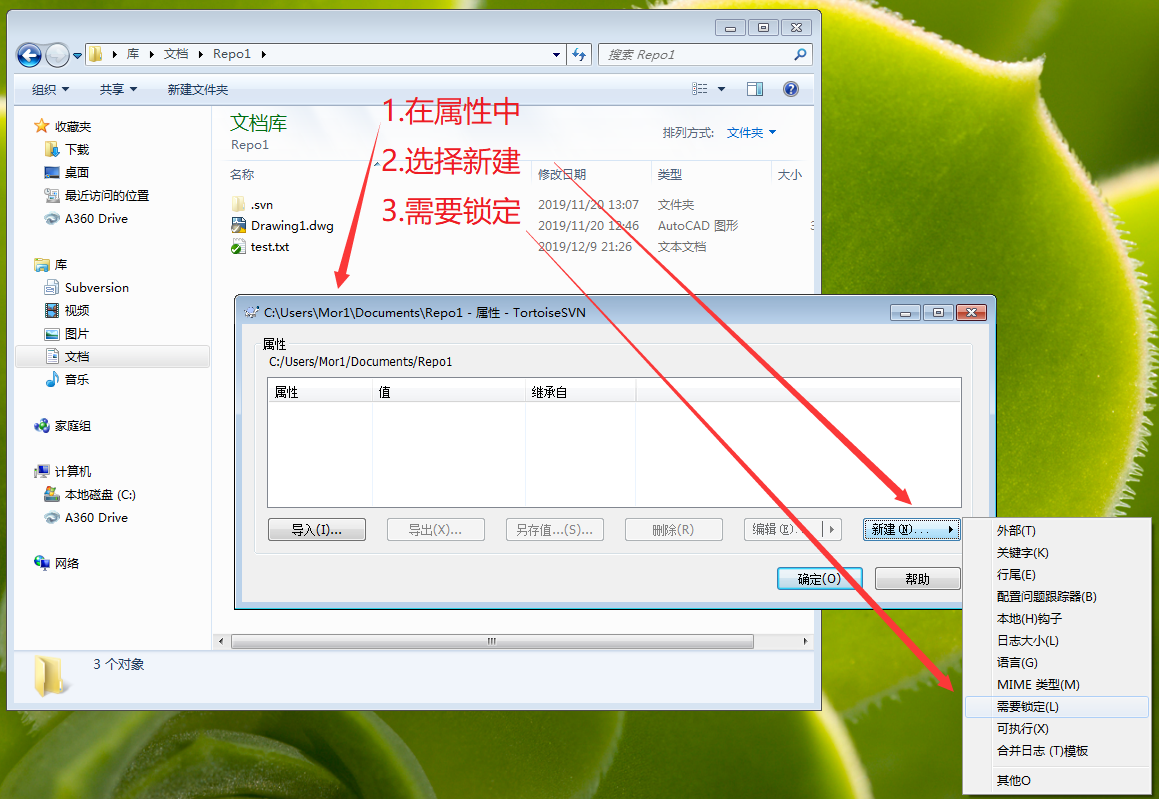 库 文档 Repo1
搜索 Repo1
组织 共享 新建文件夹
收藏夹
下载
桌面
最近访问的位置
A360 Drive
库
Subversion
视频
图片
文档
音乐
家庭组
计算机
本地磁盘 (C:)
A360 Drive
网络
文档库
Repo1
排列方式: 文件夹
名称 修改日期 类型 大小
.svn 2019/11/20 13:07 文件夹
Drawing1.dwg 2019/11/20 12:46 AutoCAD 图形 3
test.txt 2019/12/9 21:26 文本文档
3 个对象
1.在属性中
2.选择新建
3.需要锁定
C:\Users\Mor1\Documents\Repo1 - 属性 - TortoiseSVN
属性
C:/Users/Mor1/Documents/Repo1
属性 值 继承自
导入(I)... 导出(X)... 另存值...(S)... 删除(R) 编辑(E)... 新建(N)...
确定(O) 帮助
外部(T)
关键字(K)
行尾(E)
配置问题跟踪器(B)
本地(H)钩子
日志大小(L)
语言(G)
MIME 类型(M)
需要锁定(L)
可执行(X)
合并日志 (T)模板
其他O